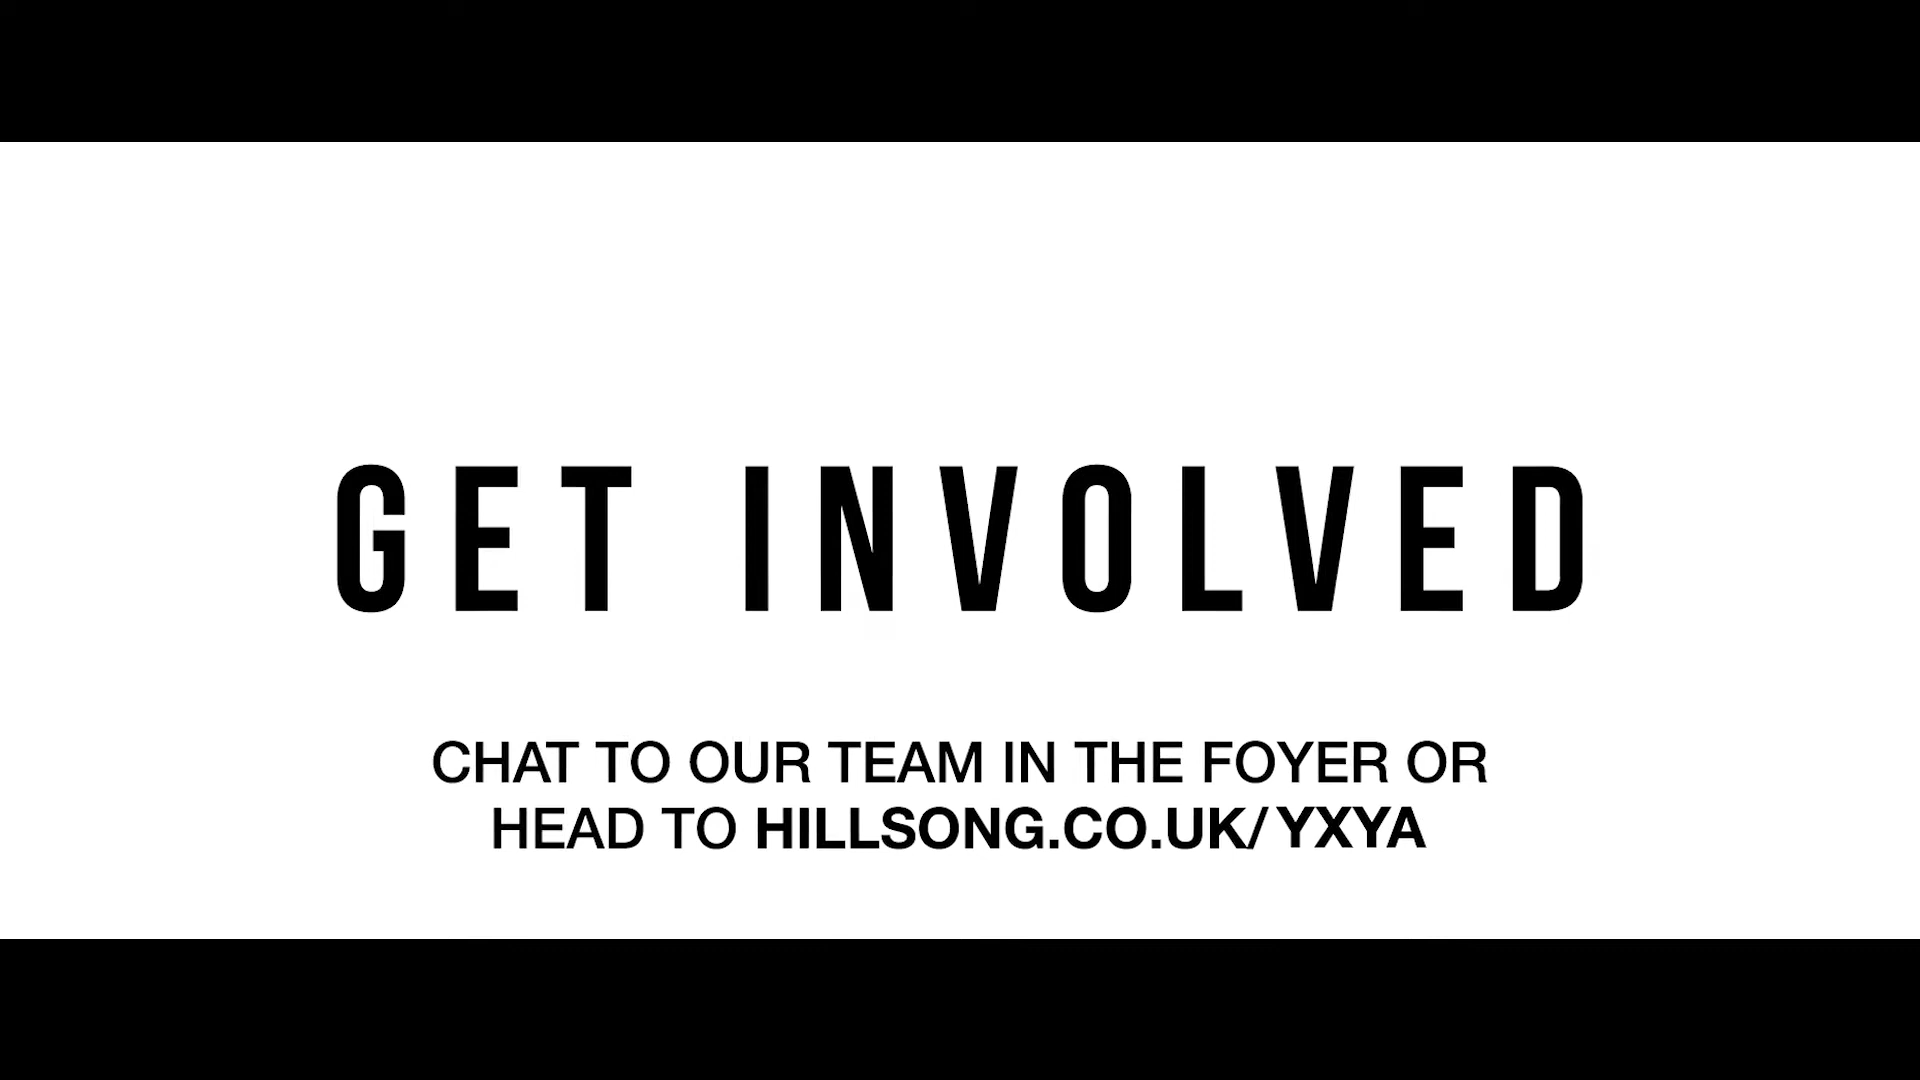 GET INVOLVED
CHAT TO OUR TEAM IN THE FOYER OR
HEAD TO HILLSONG.CO.UK/YXYA